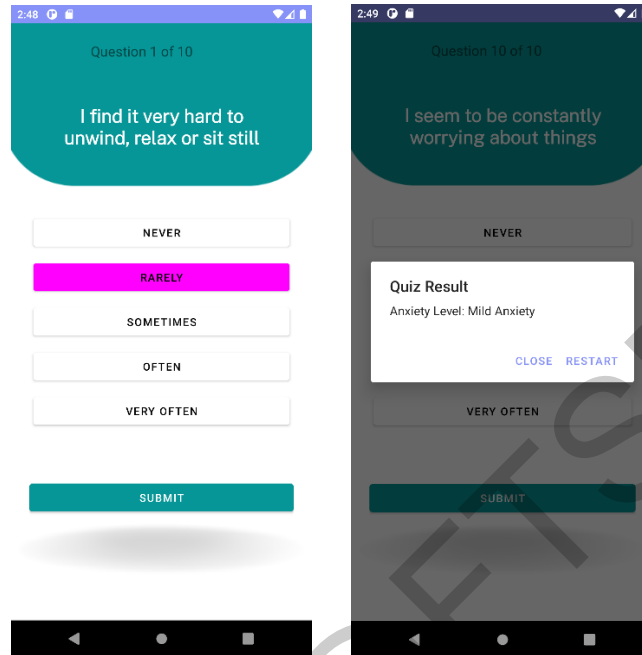 2:48
Question 1 of 10
I find it very hard to
unwind, relax or sit still
NEVER
RARELY
SOMETIMES
OFTEN
VERY OFTEN
SUBMIT
2:49
Question 10 of 10
I seem to be constantly
worrying about things
NEVER
Quiz Result
Anxiety Level: Mild Anxiety
CLOSE RESTART
VERY OFTEN
SUBMIT